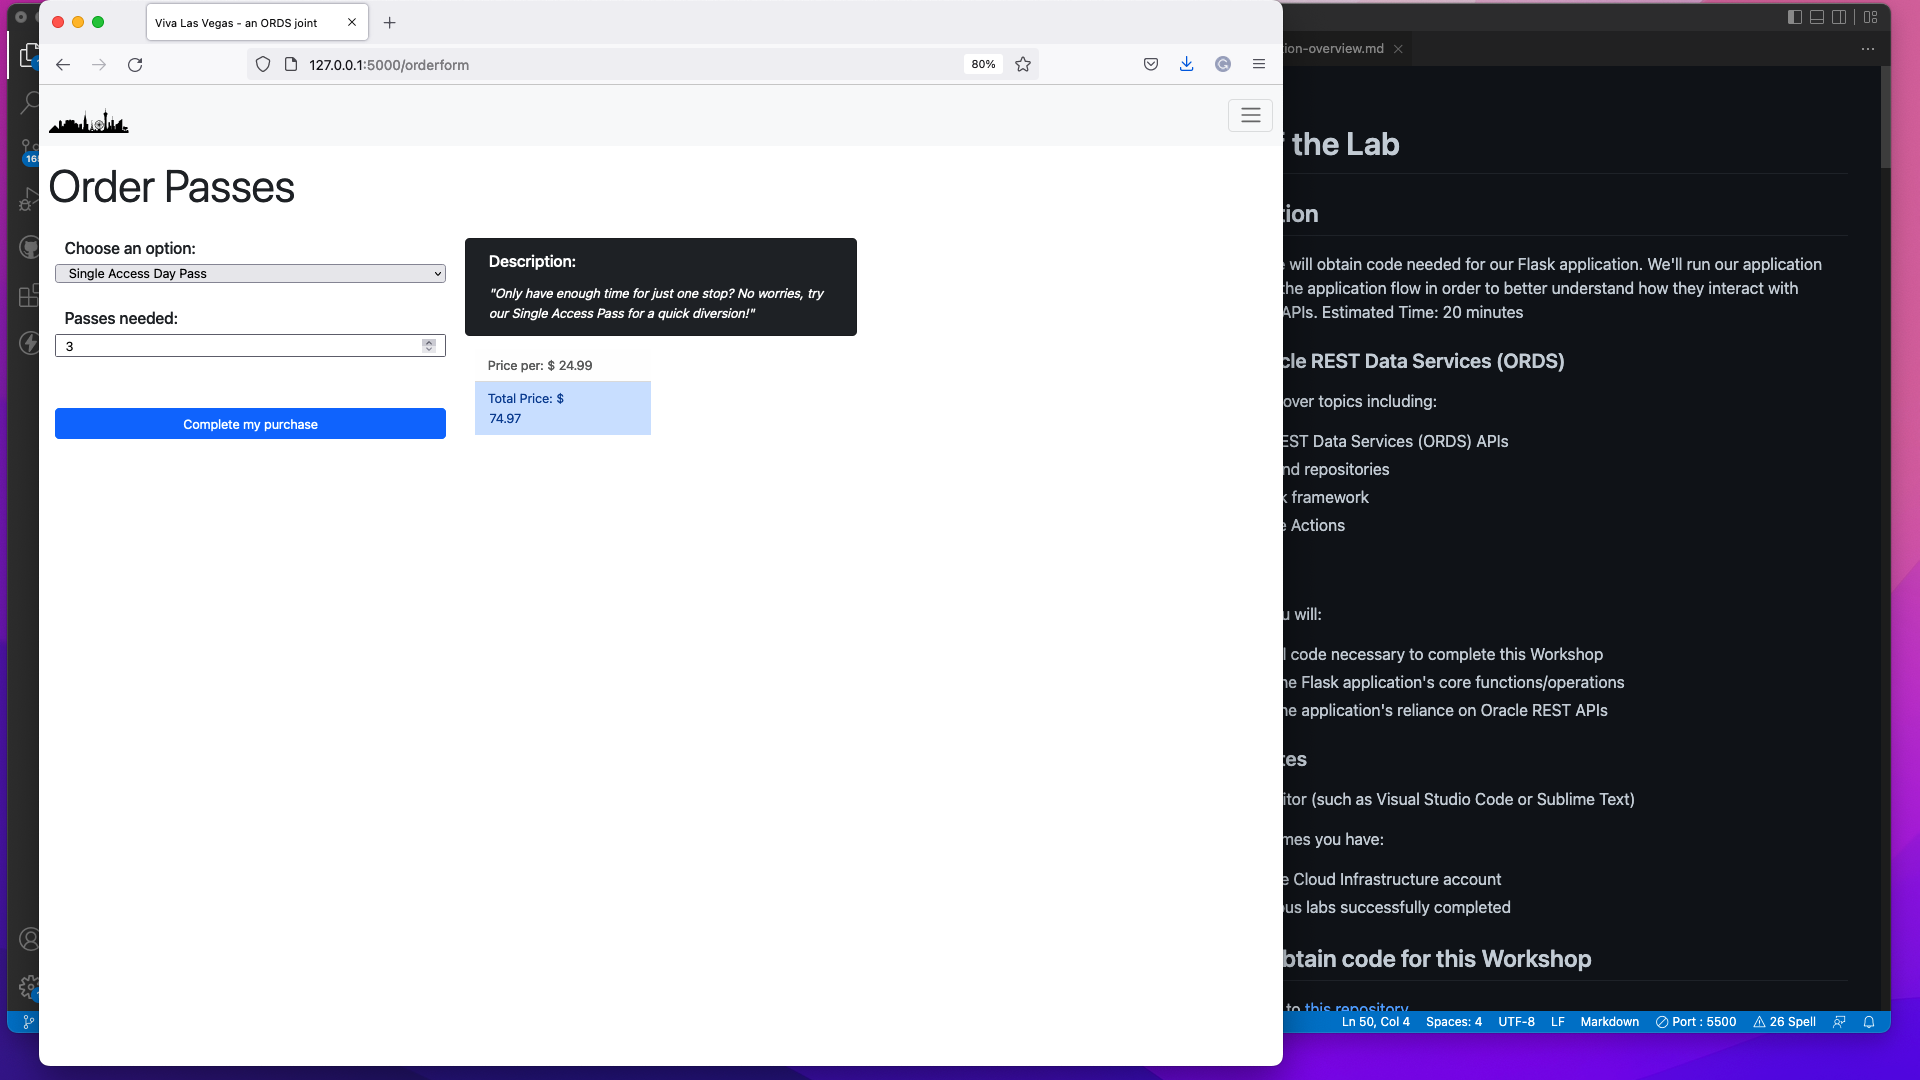 Viva Las Vegas - an ORDS joint
127.0.0.1:5000/orderform
80%
Order Passes
Choose an option:
Single Access Day Pass
Passes needed:
3
Complete my purchase
Description:
"Only have enough time for just one stop? No worries, try
our Single Access Pass for a quick diversion!"
Price per: $ 24.99
Total Price: $
74.97
ion-overview.md
the Lab
tion
will obtain code needed for our Flask application. We'll run our application
the application flow in order to better understand how they interact with
APIs. Estimated Time: 20 minutes
cle REST Data Services (ORDS)
over topics including:
EST Data Services (ORDS) APIs
nd repositories
framework
Actions
u will:
code necessary to complete this Workshop
he Flask application's core functions/operations
he application's reliance on Oracle REST APIs
tes
itor (such as Visual Studio Code or Sublime Text)
mes you have:
Cloud Infrastructure account
ous labs successfully completed
btain code for this Workshop
to this repository
Ln 50, Col 4 Spaces: 4 UTF-8 LF Markdown Port : 5500 26 Spell